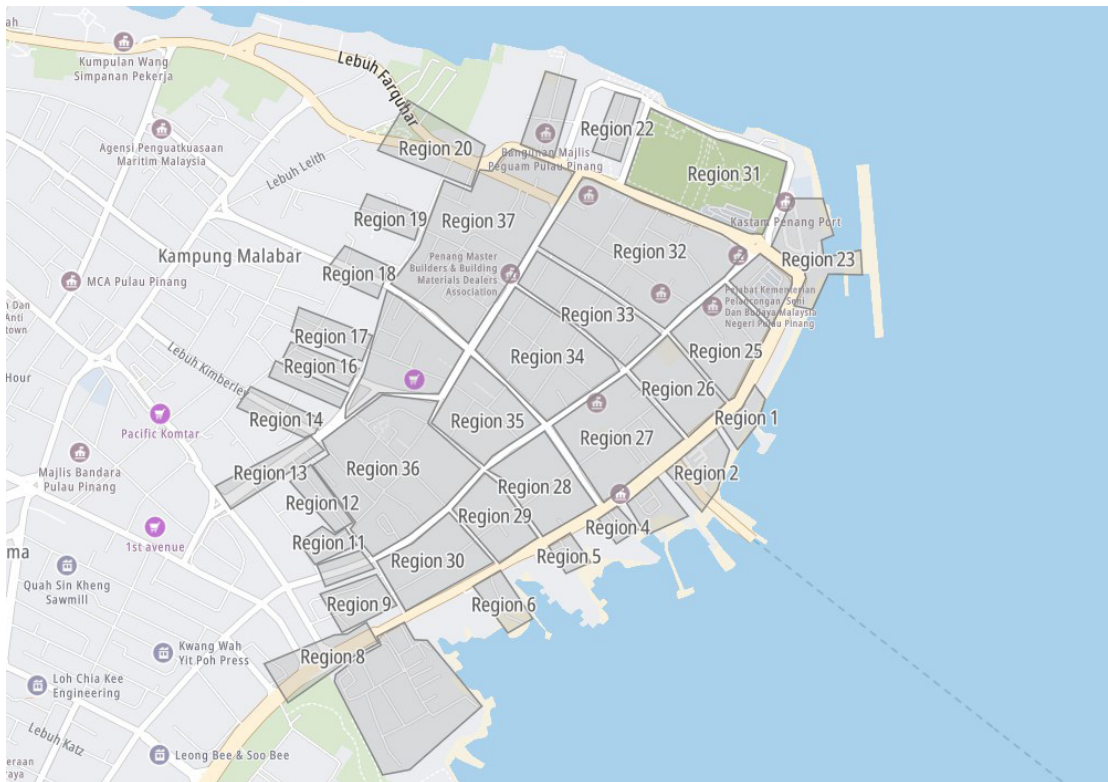 ah
Kumpulan Wang
Simpanan Pekerja
Lebuh Farquhar
Agensi Penguatkuasaan
Maritim Malaysia
Lebuh Leith
Region 20
Region 22
Bangunan Majlis
Peguam Pulau Pinang
Region 31
Kastam Penang Port
Region 19
Region 37
Kampung Malabar
Region 32
Region 23
Penang Master
Builders & Building
Materials Dealers
Association
Region 18
MCA Pulau Pinang
Pejabat Kementerian
Pelancongan, Seni
Dan Budaya Malaysia
Negeri Pulau Pinang
n Dan
Anti
town
Region 33
Region 17
Region 34
Region 25
Lebuh Kimberley
Region 16
Hour
Region 26
Region 14
Region 35
Region 1
Pacific Komtar
Region 27
Majlis Bandara
Pulau Pinang
Region 13
Region 36
Region 2
Region 28
Region 12
Region 29
Region 4
1st avenue
ma
Region 11
Region 5
Region 30
Quah Sin Kheng
Sawmill
Region 9
Region 6
Kwang Wah
Yit Poh Press
Region 8
Loh Chia Kee
Engineering
Lebuh Katz
Leong Bee & Soo Bee
eraan
aya